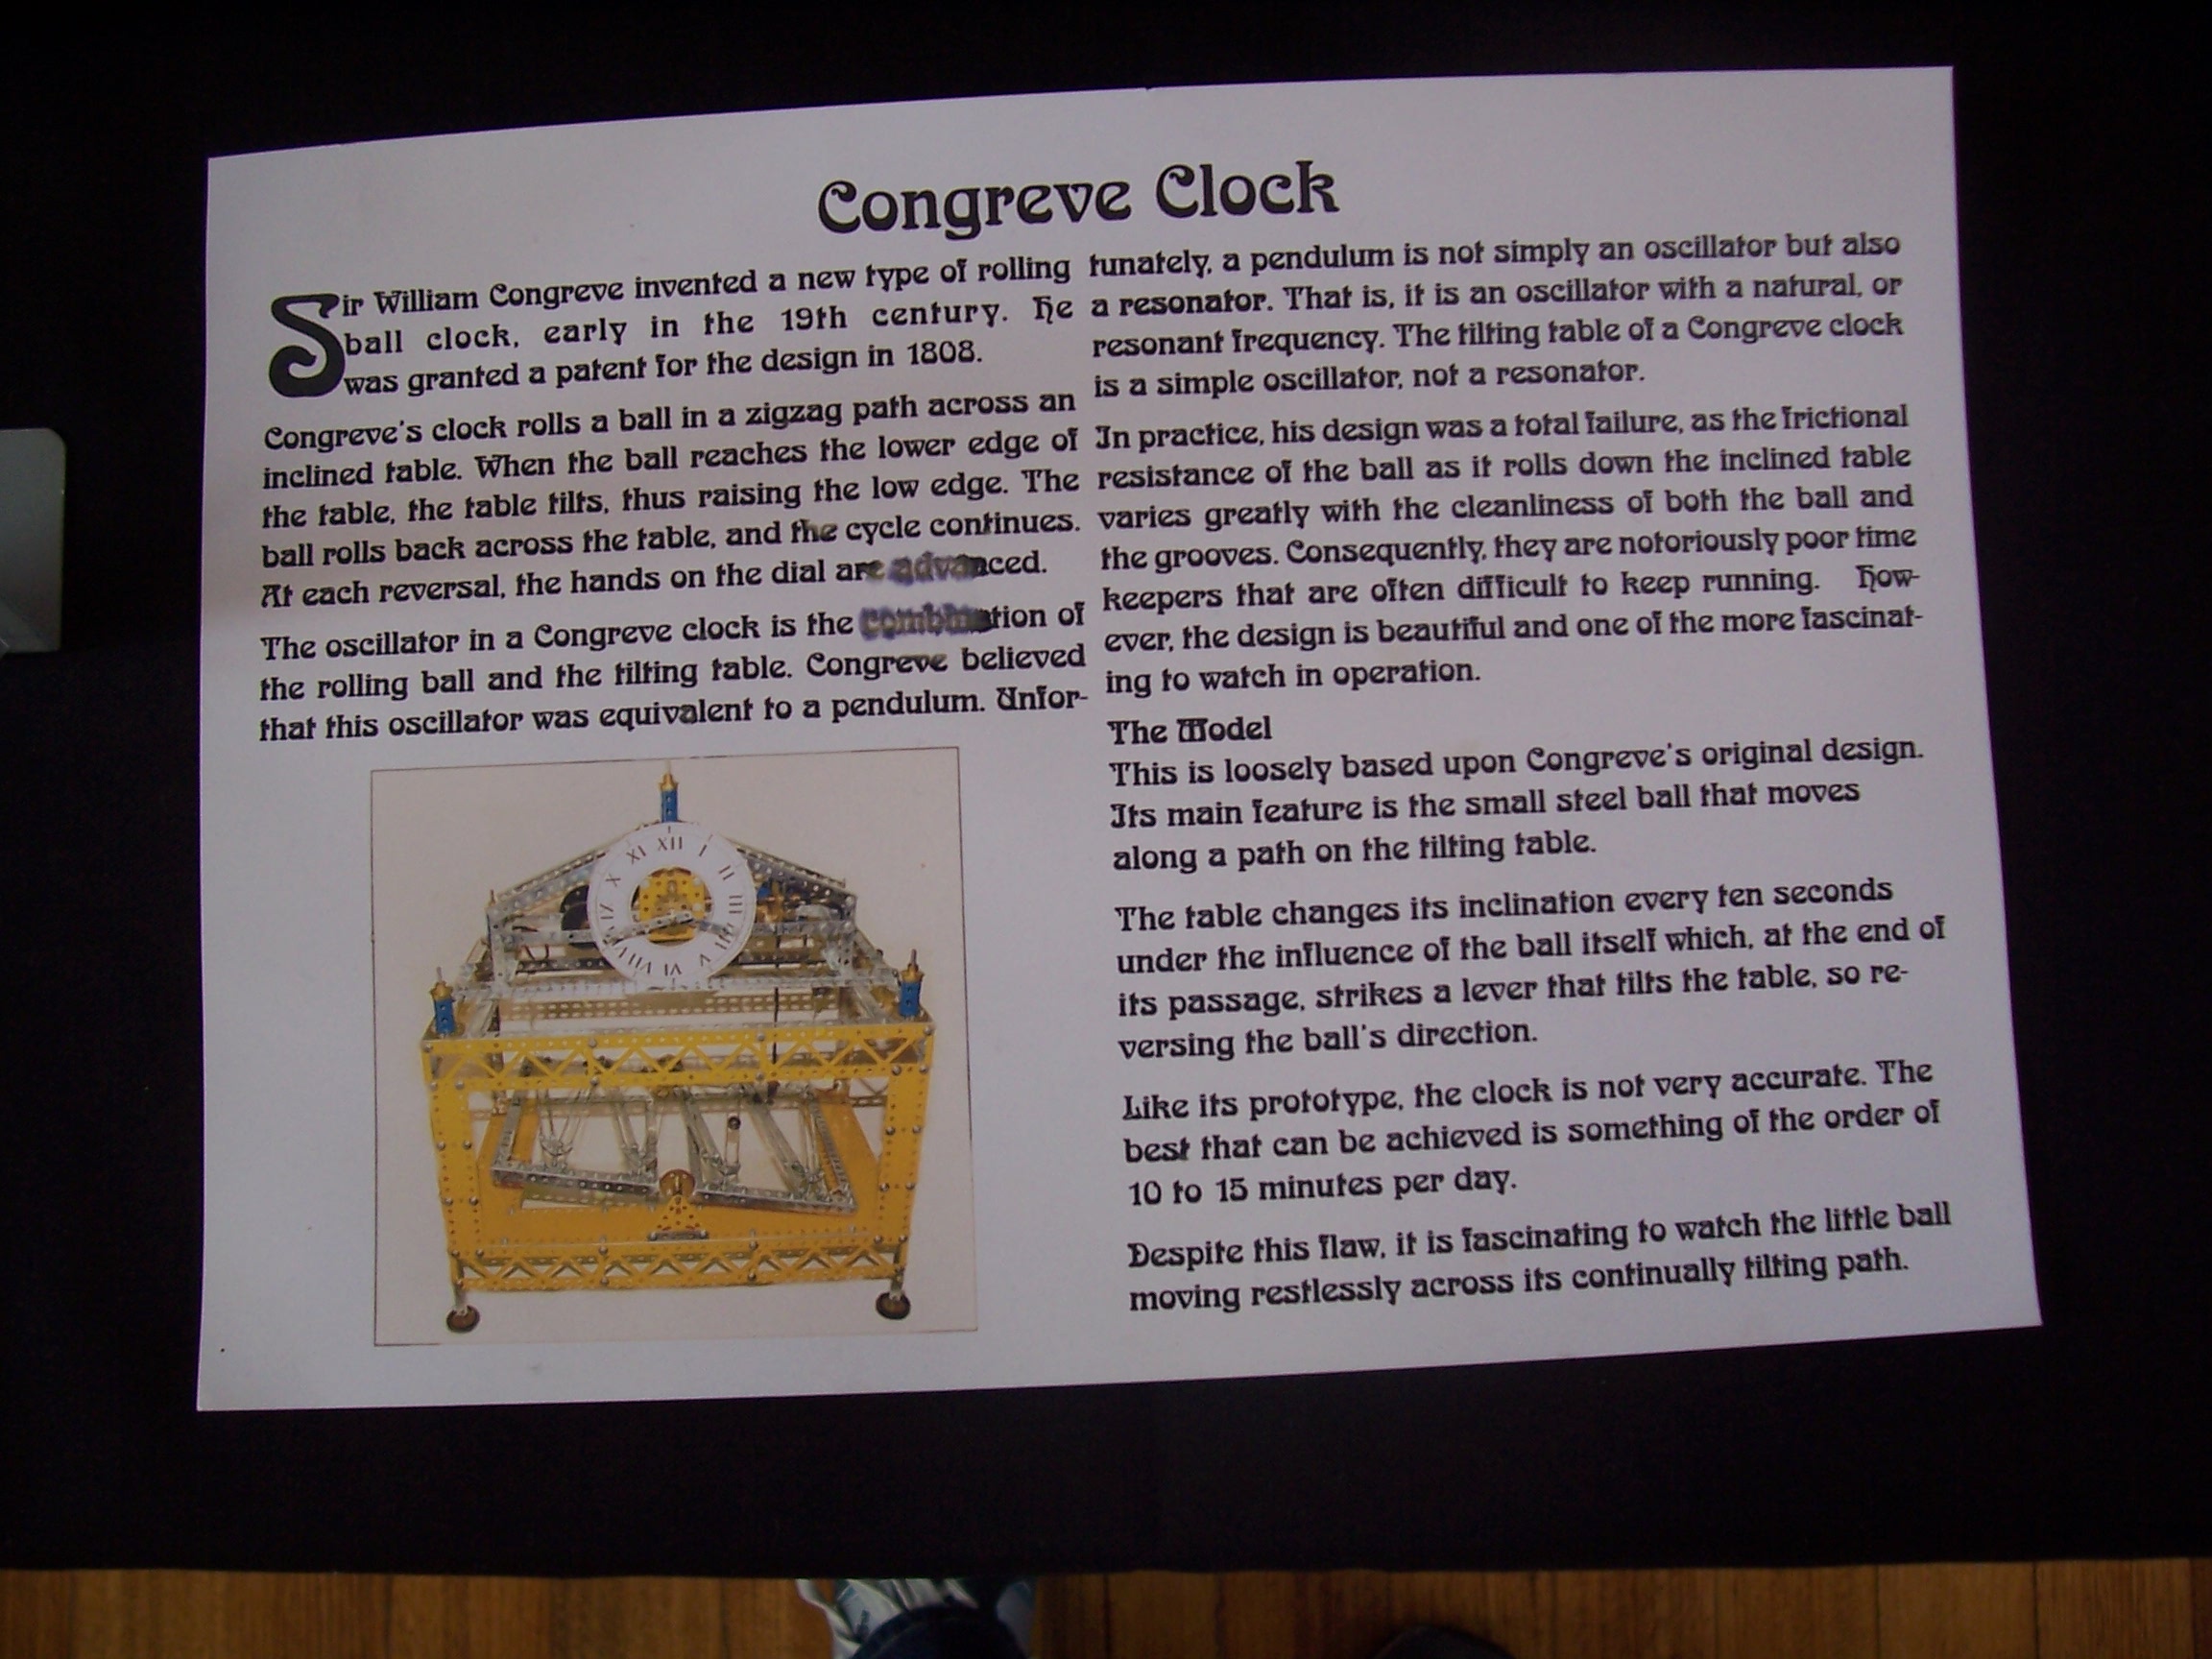 Congreve Clock
Sir William Congreve invented a new type of rolling
ball clock, early in the 19th century. He
was granted a patent for the design in 1808.
Congreve's clock rolls a ball in a zigzag path across an
inclined table. When the ball reaches the lower edge of
the table, the table tilts, thus raising the low edge. The
ball rolls back across the table, and the cycle continues.
At each reversal, the hands on the dial are advanced.
The oscillator in a Congreve clock is the combination of
the rolling ball and the tilting table. Congreve believed
that this oscillator was equivalent to a pendulum. Unfor-
tunately, a pendulum is not simply an oscillator but also
a resonator. That is, it is an oscillator with a natural, or
resonant frequency. The tilting table of a Congreve clock
is a simple oscillator, not a resonator.
In practice, his design was a total failure, as the frictional
resistance of the ball as it rolls down the inclined table
varies greatly with the cleanliness of both the ball and
the grooves. Consequently, they are notoriously poor time
keepers that are often difficult to keep running. How-
ever, the design is beautiful and one of the more fascinat-
ing to watch in operation.
The Model
This is loosely based upon Congreve's original design.
Its main feature is the small steel ball that moves
along a path on the tilting table.
The table changes its inclination every ten seconds
under the influence of the ball itself which, at the end of
its passage, strikes a lever that tilts the table, so re-
versing the ball's direction.
Like its prototype, the clock is not very accurate. The
best that can be achieved is something of the order of
10 to 15 minutes per day.
Despite this flaw, it is fascinating to watch the little ball
moving restlessly across its continually tilting path.
XII
I
II
III
IIII
V
VI
VII
VIII
IX
X
XI